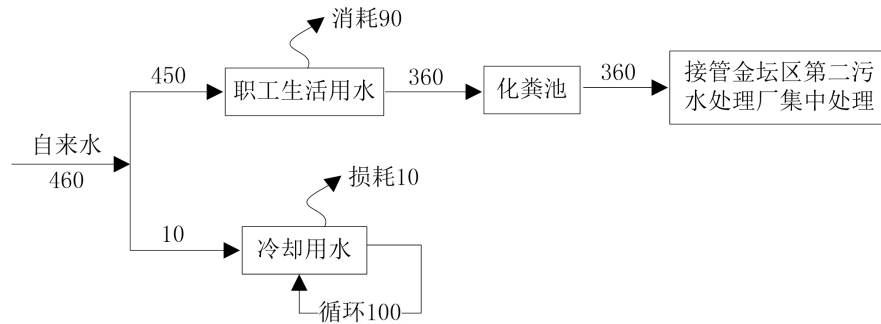 消耗90
450
职工生活用水
360
化粪池
360
接管金坛区第二污
水处理厂集中处理
自来水
460
损耗10
10
冷却用水
循环100